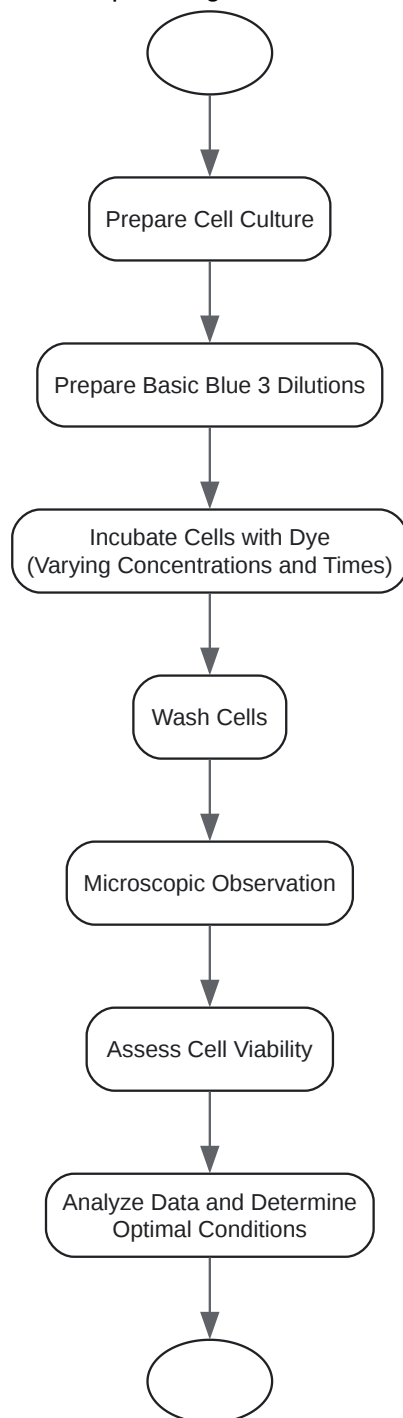 Prepare Cell Culture
Prepare Basic Blue 3 Dilutions
Incubate Cells with Dye
(Varying Concentrations and Times)
Wash Cells
Microscopic Observation
Assess Cell Viability
Analyze Data and Determine
Optimal Conditions